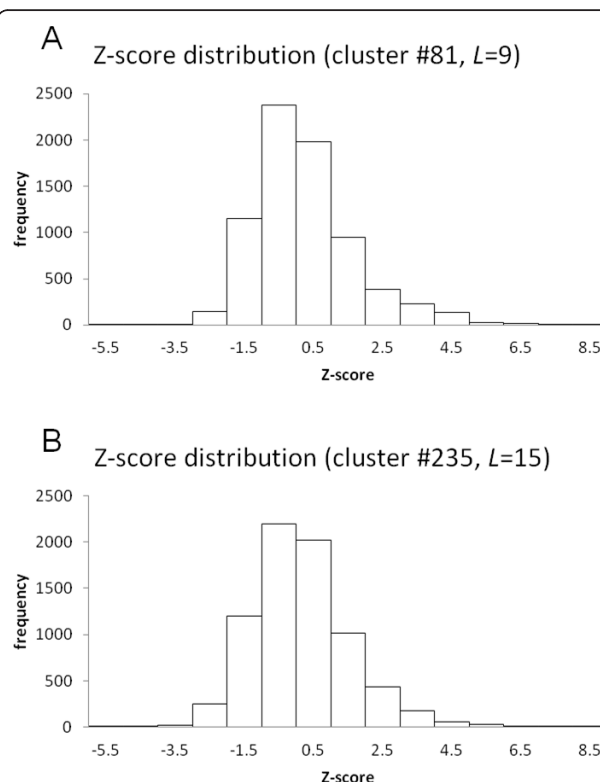 A
Z-score distribution (cluster #81, L=9)
2500
2000
1500
1000
500
0
frequency
-5.5 -3.5 -1.5 0.5 2.5 4.5 6.5 8.5
Z-score
B
Z-score distribution (cluster #235, L=15)
2500
2000
1500
1000
500
0
frequency
-5.5 -3.5 -1.5 0.5 2.5 4.5 6.5 8.5
Z-score